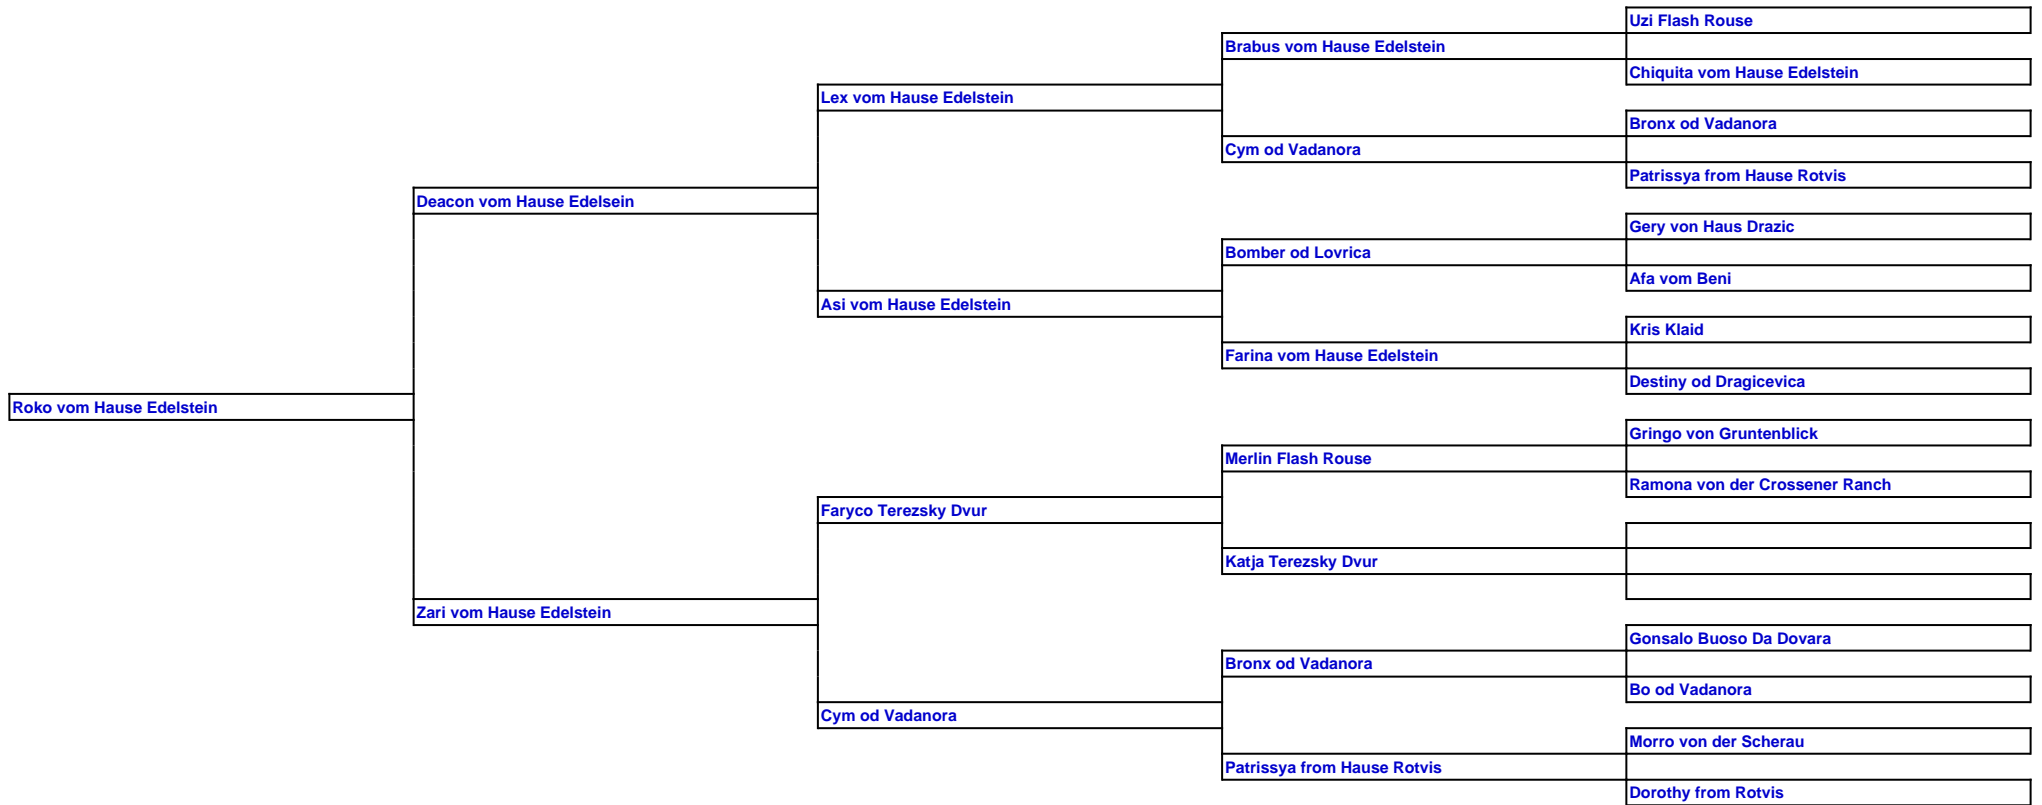 Uzi Flash Rouse
Brabus vom Hause Edelstein
Chiquita vom Hause Edelstein
Lex vom Hause Edelstein
Bronx od Vadanora
Cym od Vadanora
Patrissya from Hause Rotvis
Deacon vom Hause Edelsein
Gery von Haus Drazic
Bomber od Lovrica
Afa vom Beni
Asi vom Hause Edelstein
Kris Klaid
Farina vom Hause Edelstein
Destiny od Dragicevica
Roko vom Hause Edelstein
Gringo von Gruntenblick
Merlin Flash Rouse
Ramona von der Crossener Ranch
Faryco Terezsky Dvur
Katja Terezsky Dvur
Zari vom Hause Edelstein
Gonsalo Buoso Da Dovara
Bronx od Vadanora
Bo od Vadanora
Cym od Vadanora
Morro von der Scherau
Patrissya from Hause Rotvis
Dorothy from Rotvis